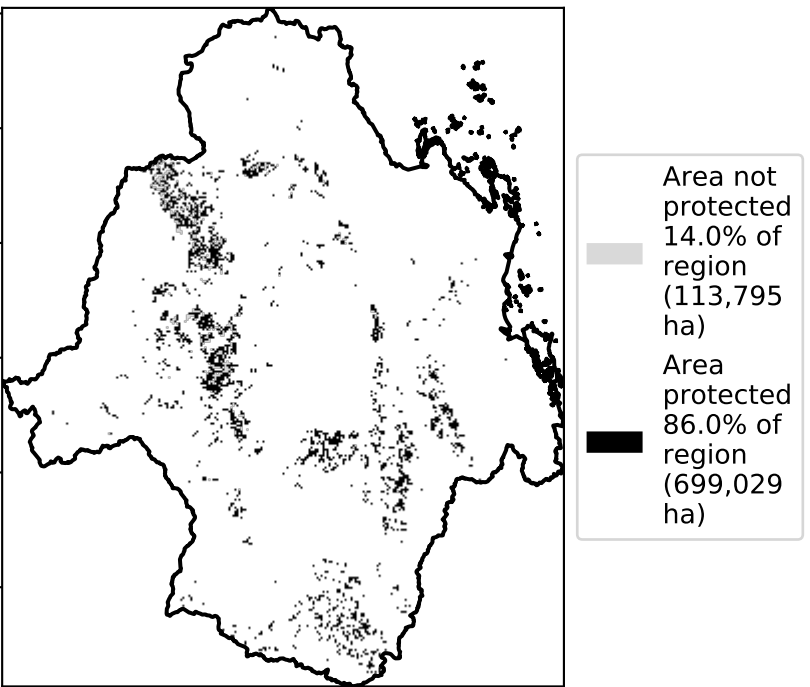 Area not
protected
14.0% of
region
(113,795
ha)
Area
protected
86.0% of
region
(699,029
ha)